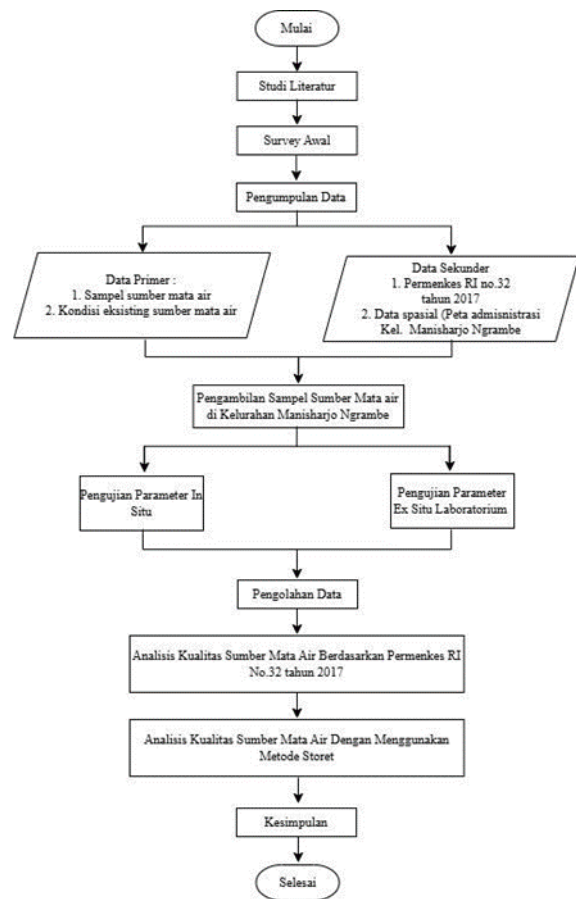 Mulai
Studi Literatur
Survey Awal
Pengumpulan Data
Data Primer :
1. Sampel sumber mata air
2. Kondisi eksisting sumber mata air
Data Sekunder
1. Permenkes RI no.32
tahun 2017
2. Data spasial (Peta admisnistrasi
Kel. Manisharjo Ngrambe
Pengambilan Sampel Sumber Mata air
di Kelurahan Manisharjo Ngrambe
Pengujian Parameter In
Situ
Pengujian Parameter
Ex Situ Laboratorium
Pengolahan Data
Analisis Kualitas Sumber Mata Air Berdasarkan Permenkes RI
No.32 tahun 2017
Analisis Kualitas Sumber Mata Air Dengan Menggunakan
Metode Storet
Kesimpulan
Selesai